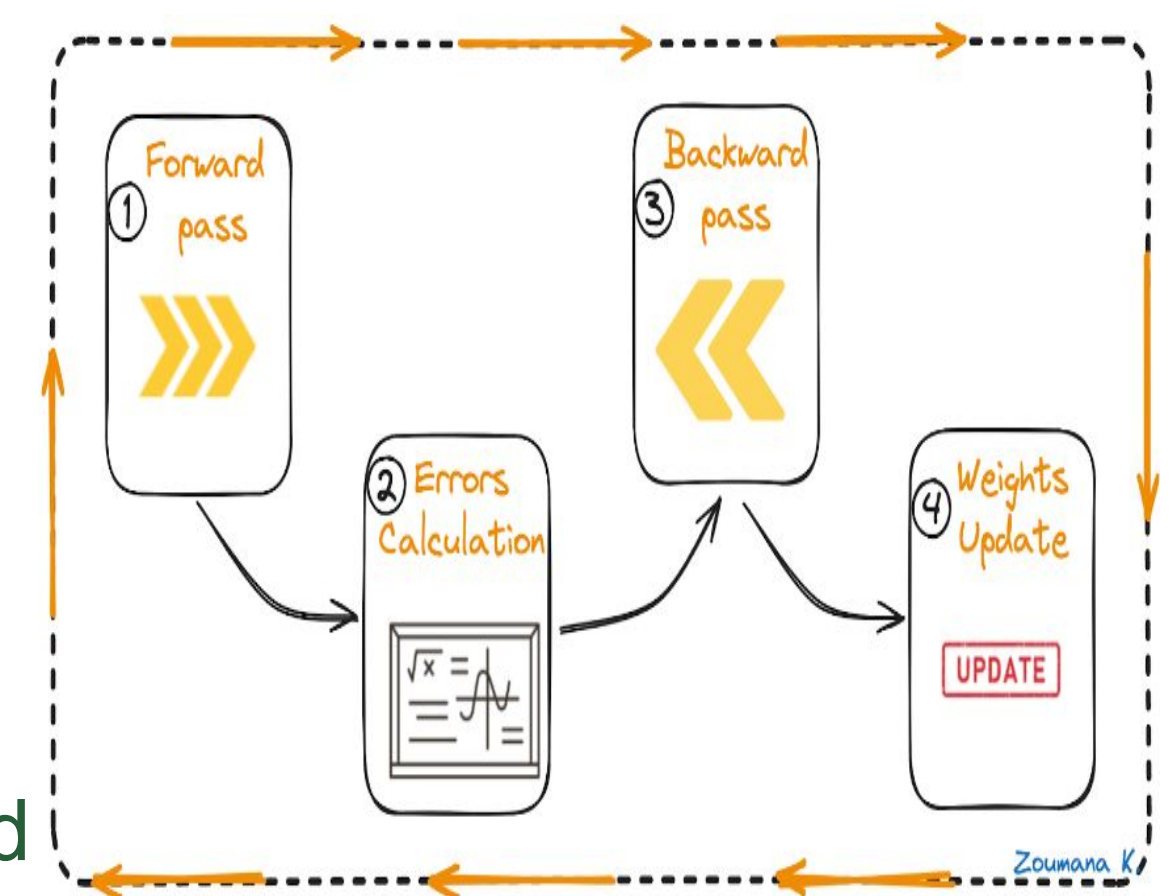 1
Forward
pass
2
Errors
Calculation
√x =
=
3
Backward
pass
4
Weights
Update
UPDATE
d
Zoumana K